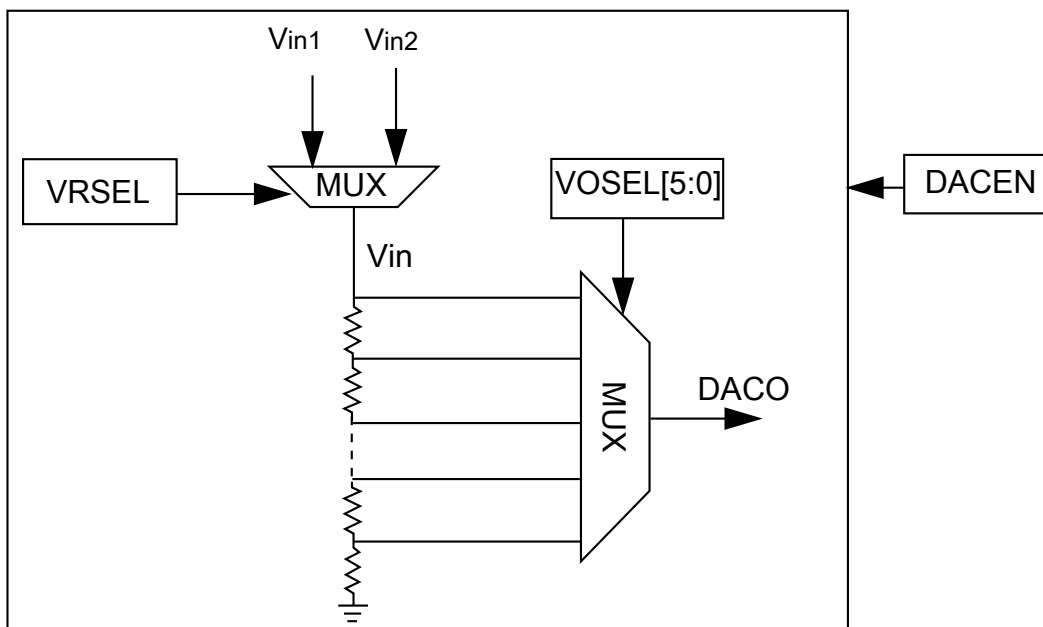 Vin1
Vin2
VRSEL
MUX
VOSEL[5:0]
DACEN
Vin
MUX
DACO